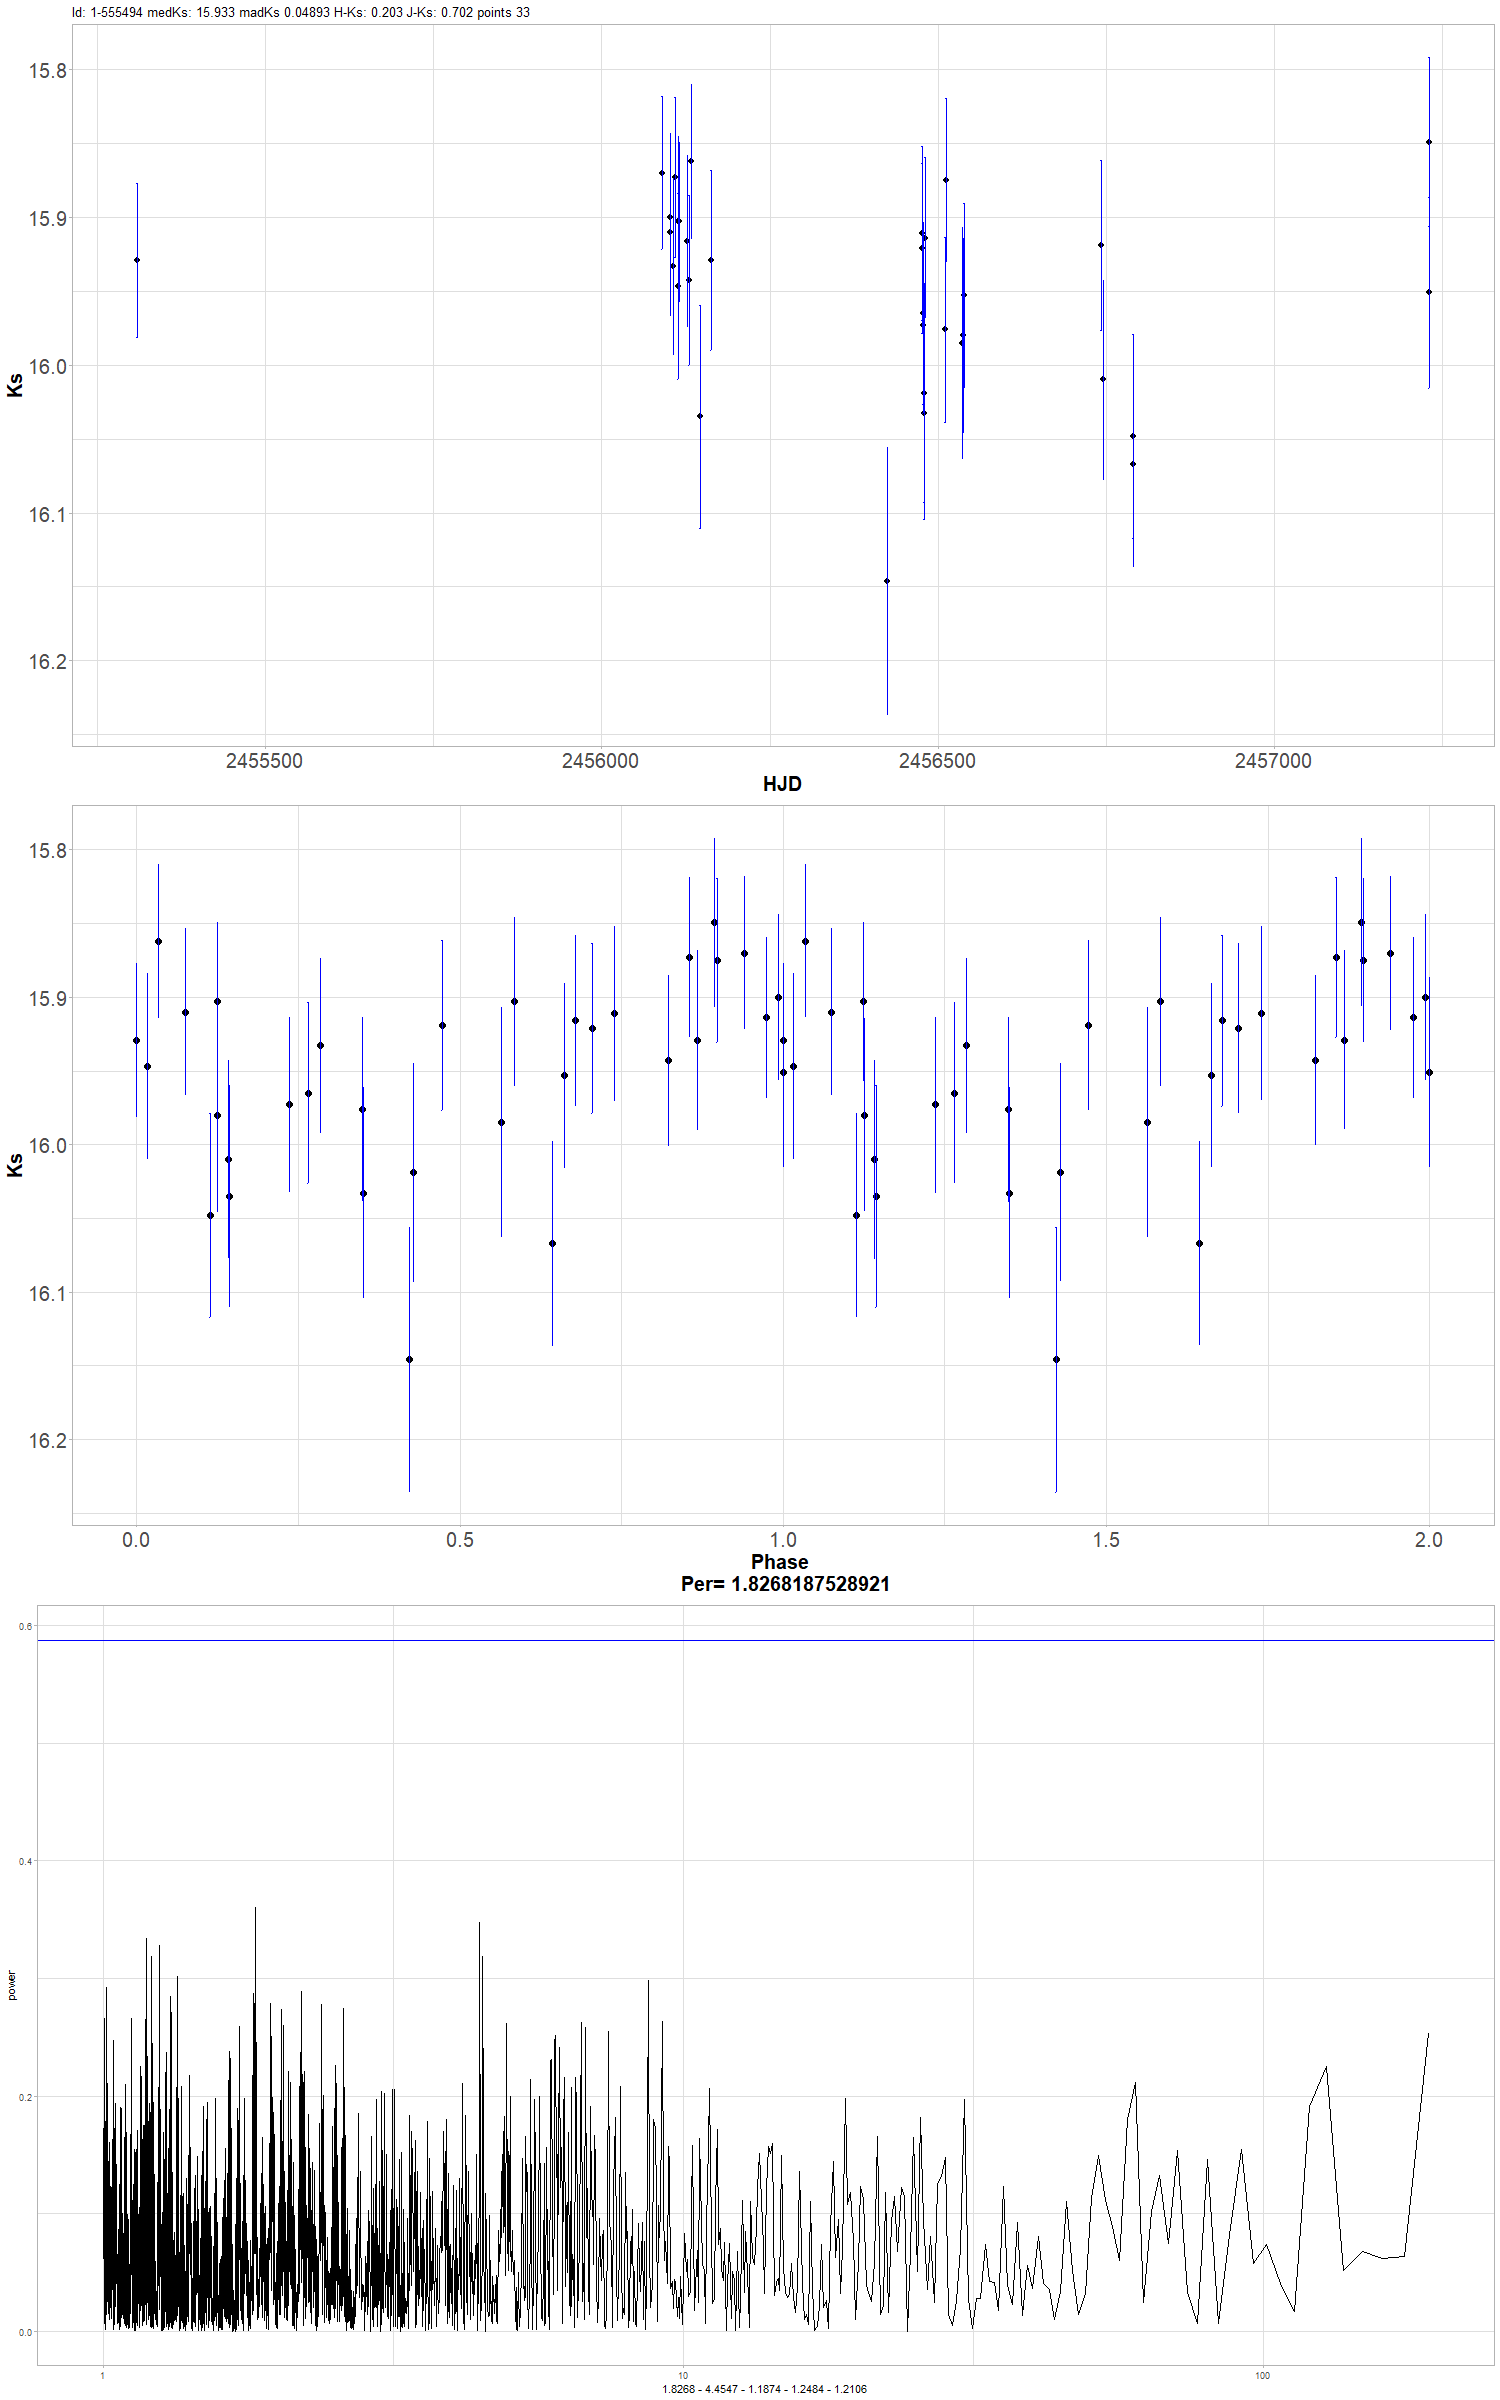 Id: 1-555494 medKs: 15.933 madKs 0.04893 H-Ks: 0.203 J-Ks: 0.702 points 33
15.8
15.9
16.0
16.1
16.2
Ks
2455500 2456000 2456500 2457000
HJD
15.8
15.9
16.0
16.1
16.2
Ks
0.0 0.5 1.0 1.5 2.0
Phase
Per= 1.8268187528921
0.6
0.4
0.2
0.0
power
1 10 100
1.8268 - 4.4547 - 1.1874 - 1.2484 - 1.2106